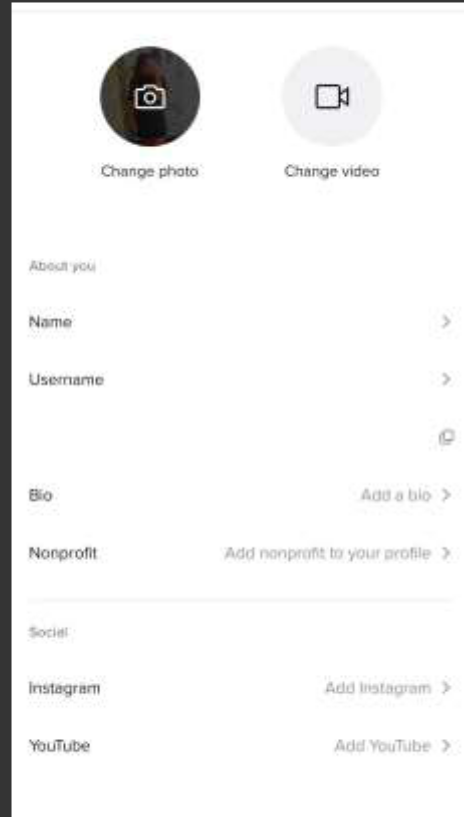 Change photo
Change video
About you
Name
Username
Bio Add a bio
Nonprofit Add nonprofit to your profile
Social
Instagram Add Instagram
YouTube Add YouTube